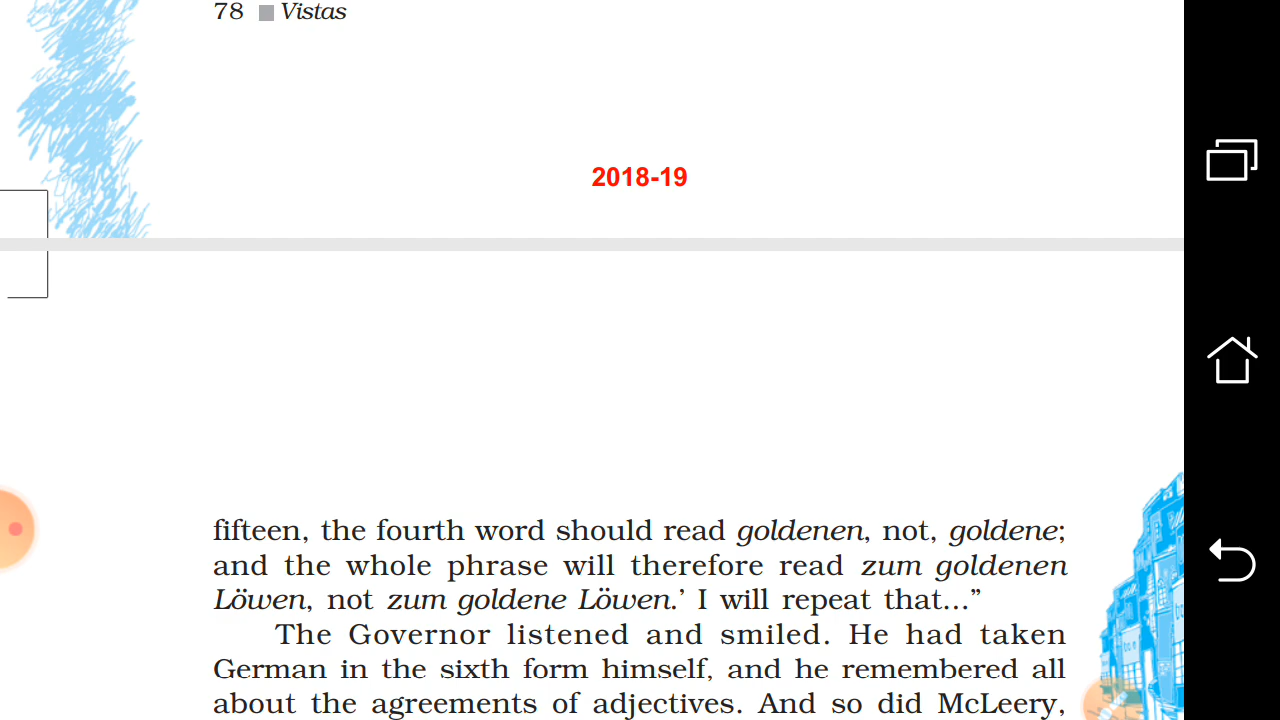 78 Vistas
2018-19
fifteen, the fourth word should read goldenen, not, goldene;
and the whole phrase will therefore read zum goldenen
Löwen, not zum goldene Löwen.’ I will repeat that...”
The Governor listened and smiled. He had taken
German in the sixth form himself, and he remembered all
about the agreements of adjectives. And so did McLeery,